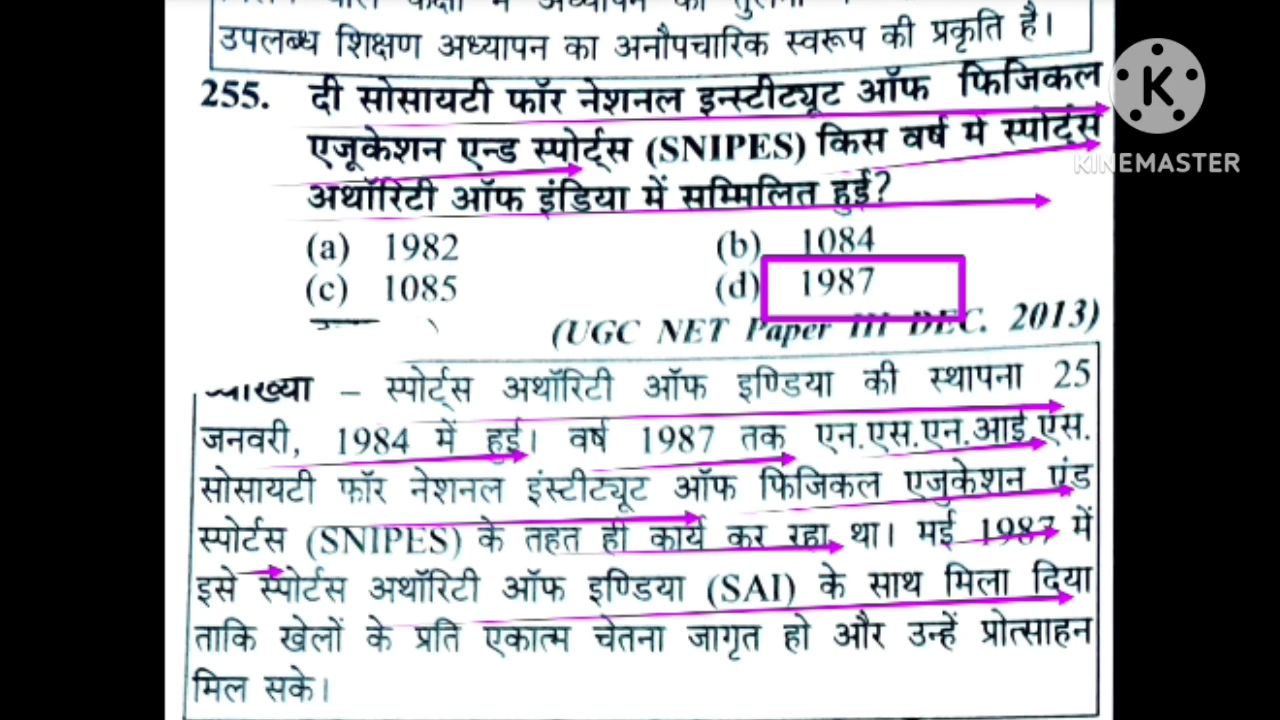 उपलब्ध शिक्षण अध्यापन का अनौपचारिक स्वरूप की प्रकृति है।
255. दी सोसायटी फॉर नेशनल इन्स्टीट्यूट ऑफ फिजिकल
एजूकेशन एन्ड स्पोर्ट्स (SNIPES) किस वर्ष मे स्पोर्ट्स
अथॉरिटी ऑफ इंडिया में सम्मिलित हुई?
(a) 1982 (b) 1084
(c) 1085 (d) 1987
(UGC NET Paper III DEC. 2013)
व्याख्या – स्पोर्ट्स अथॉरिटी ऑफ इण्डिया की स्थापना 25
जनवरी, 1984 में हुई। वर्ष 1987 तक एन.एस.एन.आई.एस.
सोसायटी फॉर नेशनल इंस्टीट्यूट ऑफ फिजिकल एजुकेशन एंड
स्पोर्टस (SNIPES) के तहत ही कार्य कर रहा था। मई 1987 में
इसे स्पोर्टस अथॉरिटी ऑफ इण्डिया (SAI) के साथ मिला दिया
ताकि खेलों के प्रति एकात्म चेतना जागृत हो और उन्हें प्रोत्साहन
मिल सके।
K
KINEMASTER